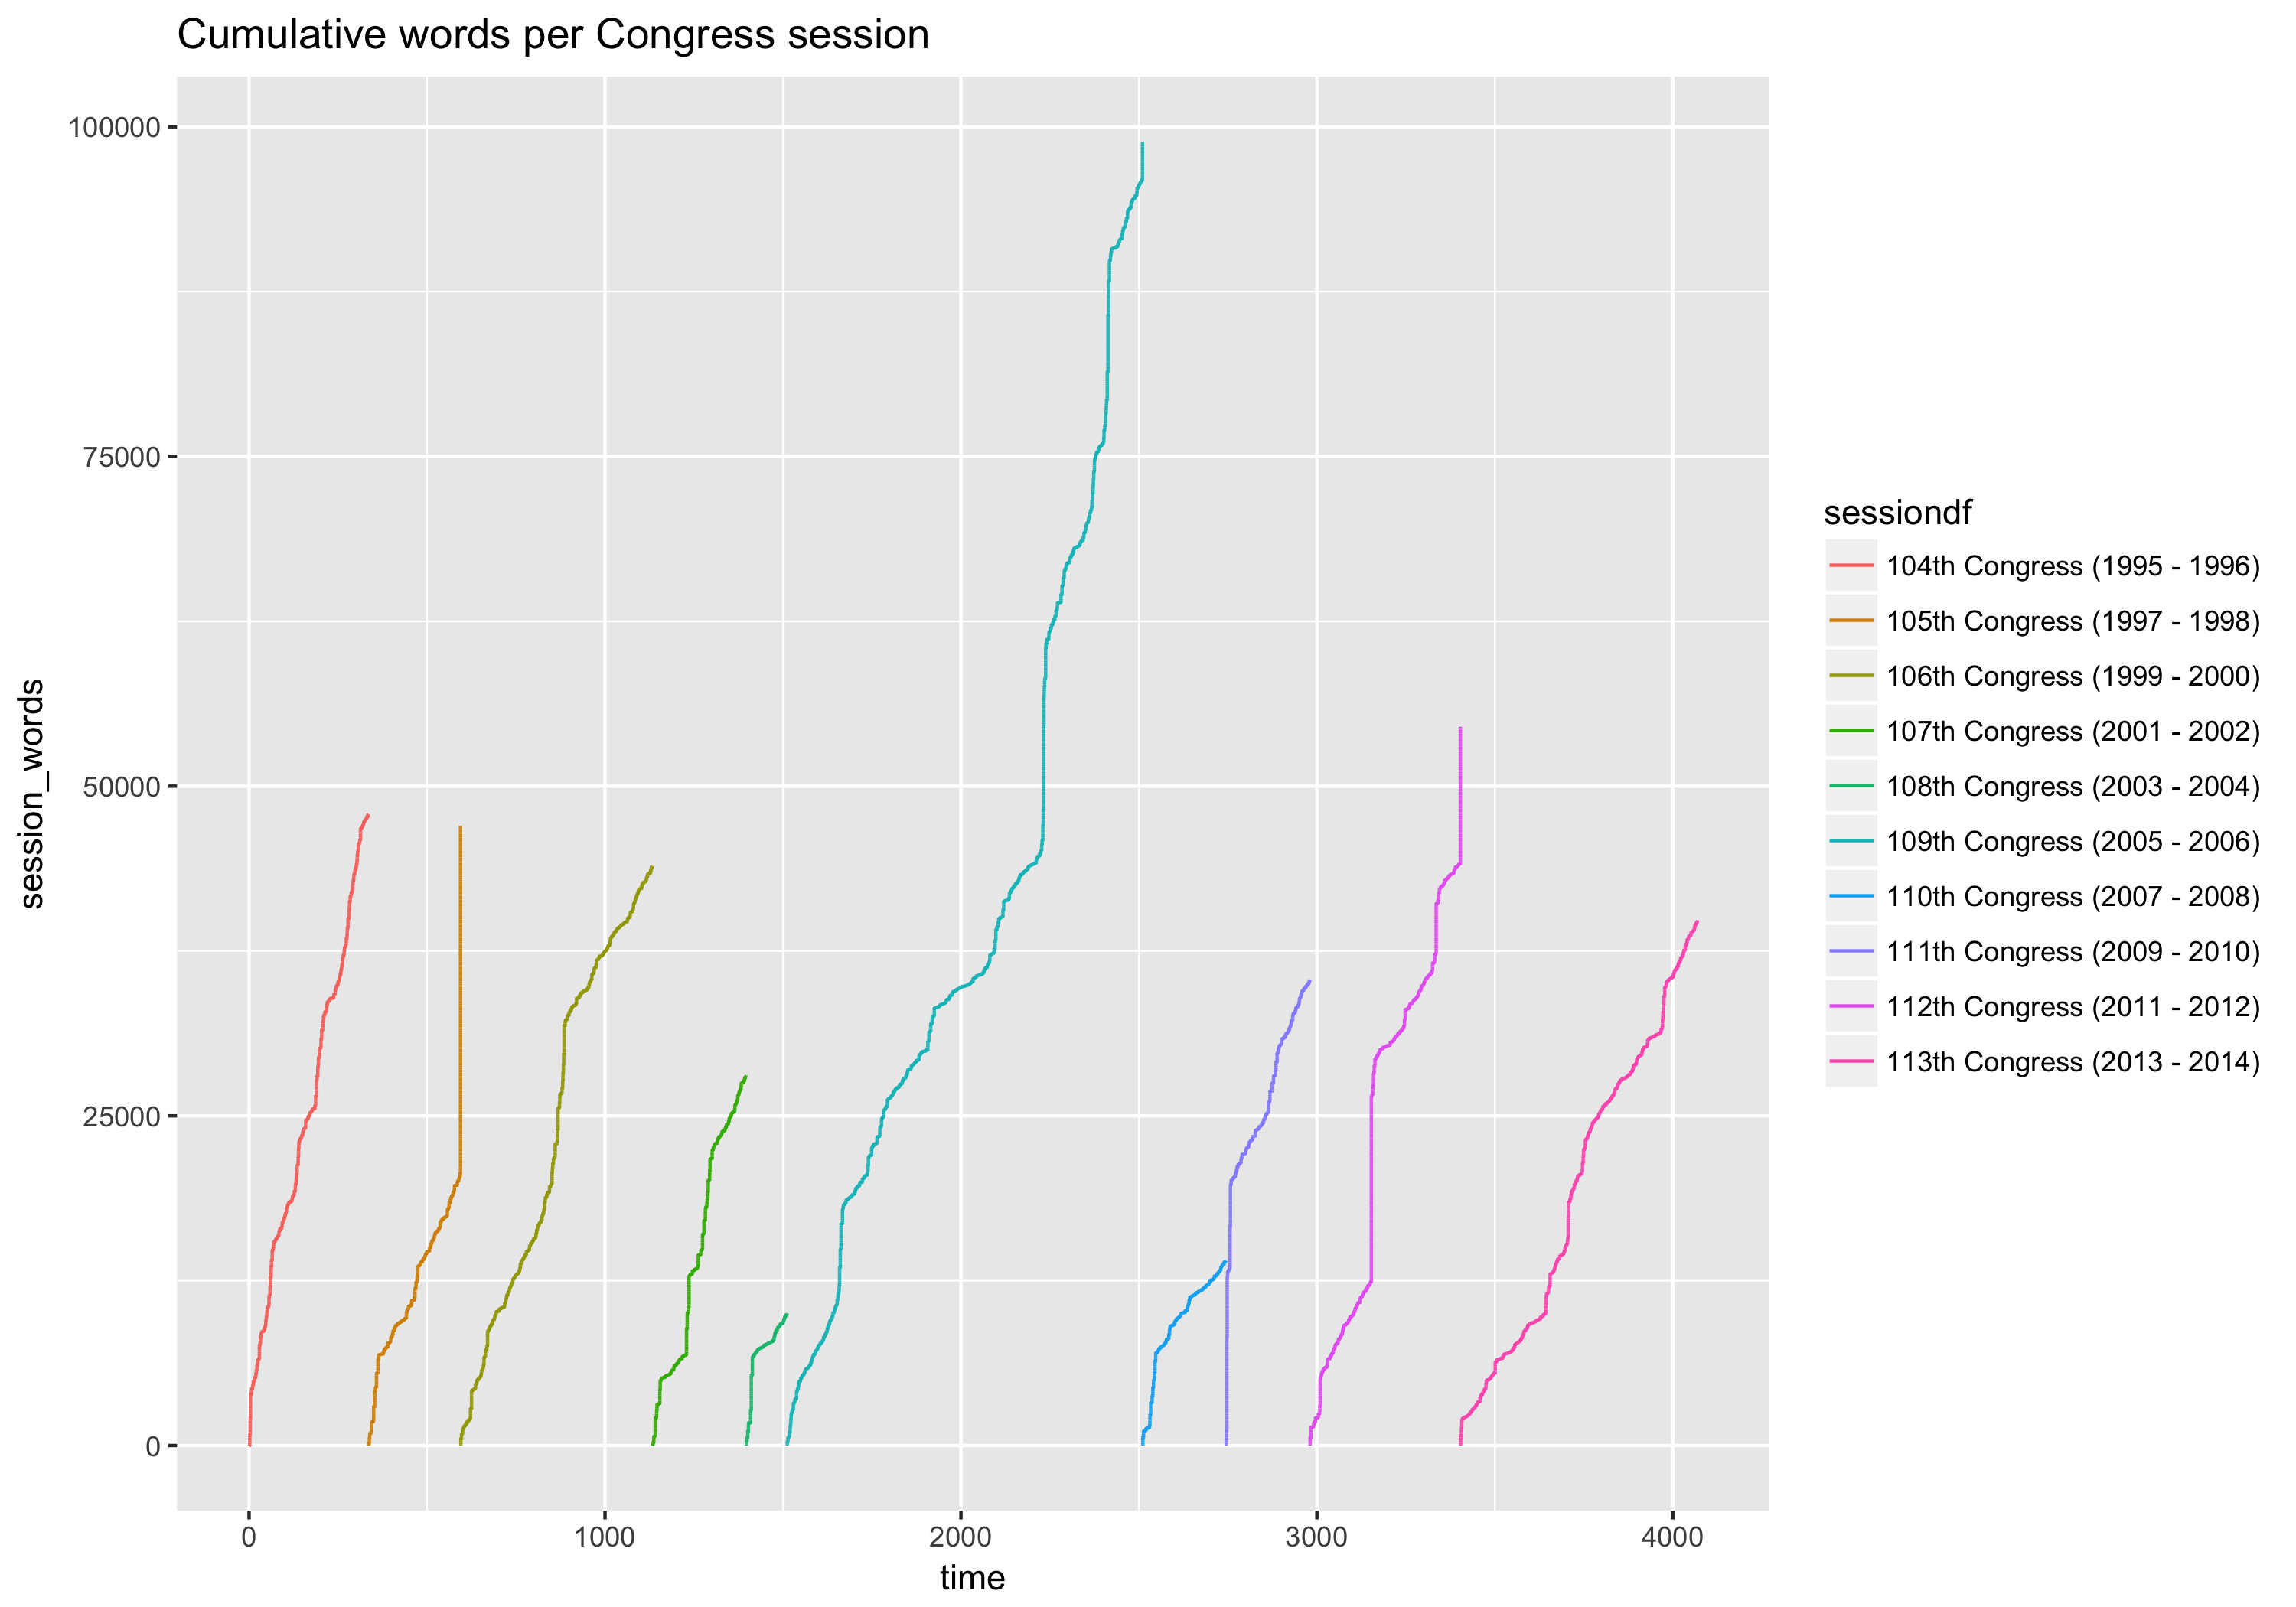 Cumulative words per Congress session
100000
75000
50000
25000
0
session_words
0 1000 2000 3000 4000
time
sessiondf
104th Congress (1995 - 1996)
105th Congress (1997 - 1998)
106th Congress (1999 - 2000)
107th Congress (2001 - 2002)
108th Congress (2003 - 2004)
109th Congress (2005 - 2006)
110th Congress (2007 - 2008)
111th Congress (2009 - 2010)
112th Congress (2011 - 2012)
113th Congress (2013 - 2014)